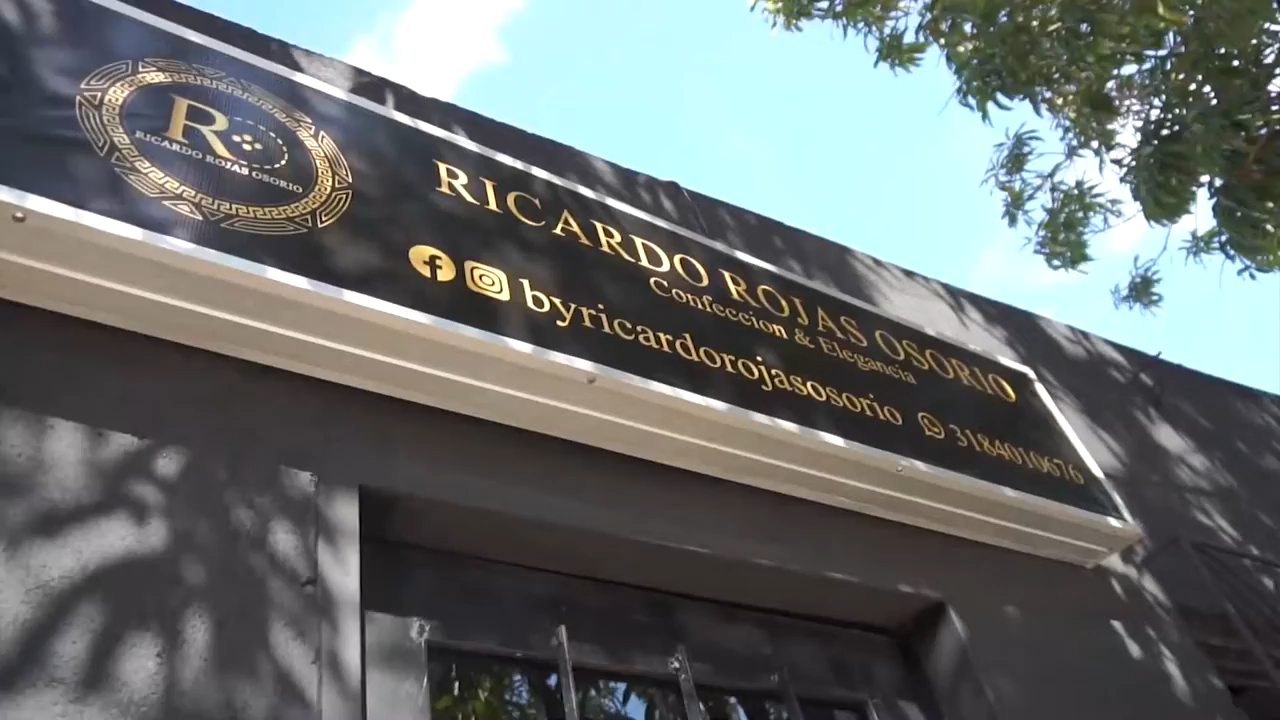 R
RICARDO ROJAS OSORIO
RICARDO ROJAS OSORIO
Confeccion & Elegancia
byricardorojasosorio
3184010676